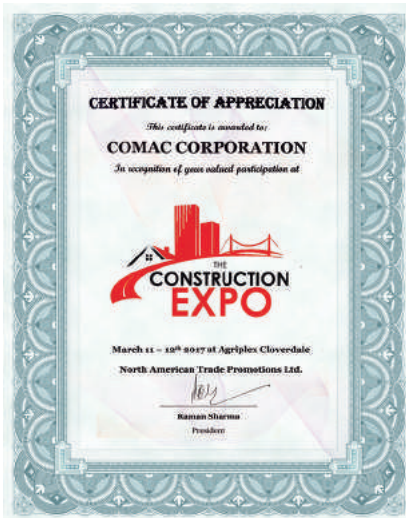 CERTIFICATE OF APPRECIATION
This certificate is awarded to:
COMAC CORPORATION
In recognition of your valued participation at
THE
CONSTRUCTION
EXPO
March 11 – 12th 2017 at Agriplex Cloverdale
North American Trade Promotions Ltd.
Raman Sharma
President